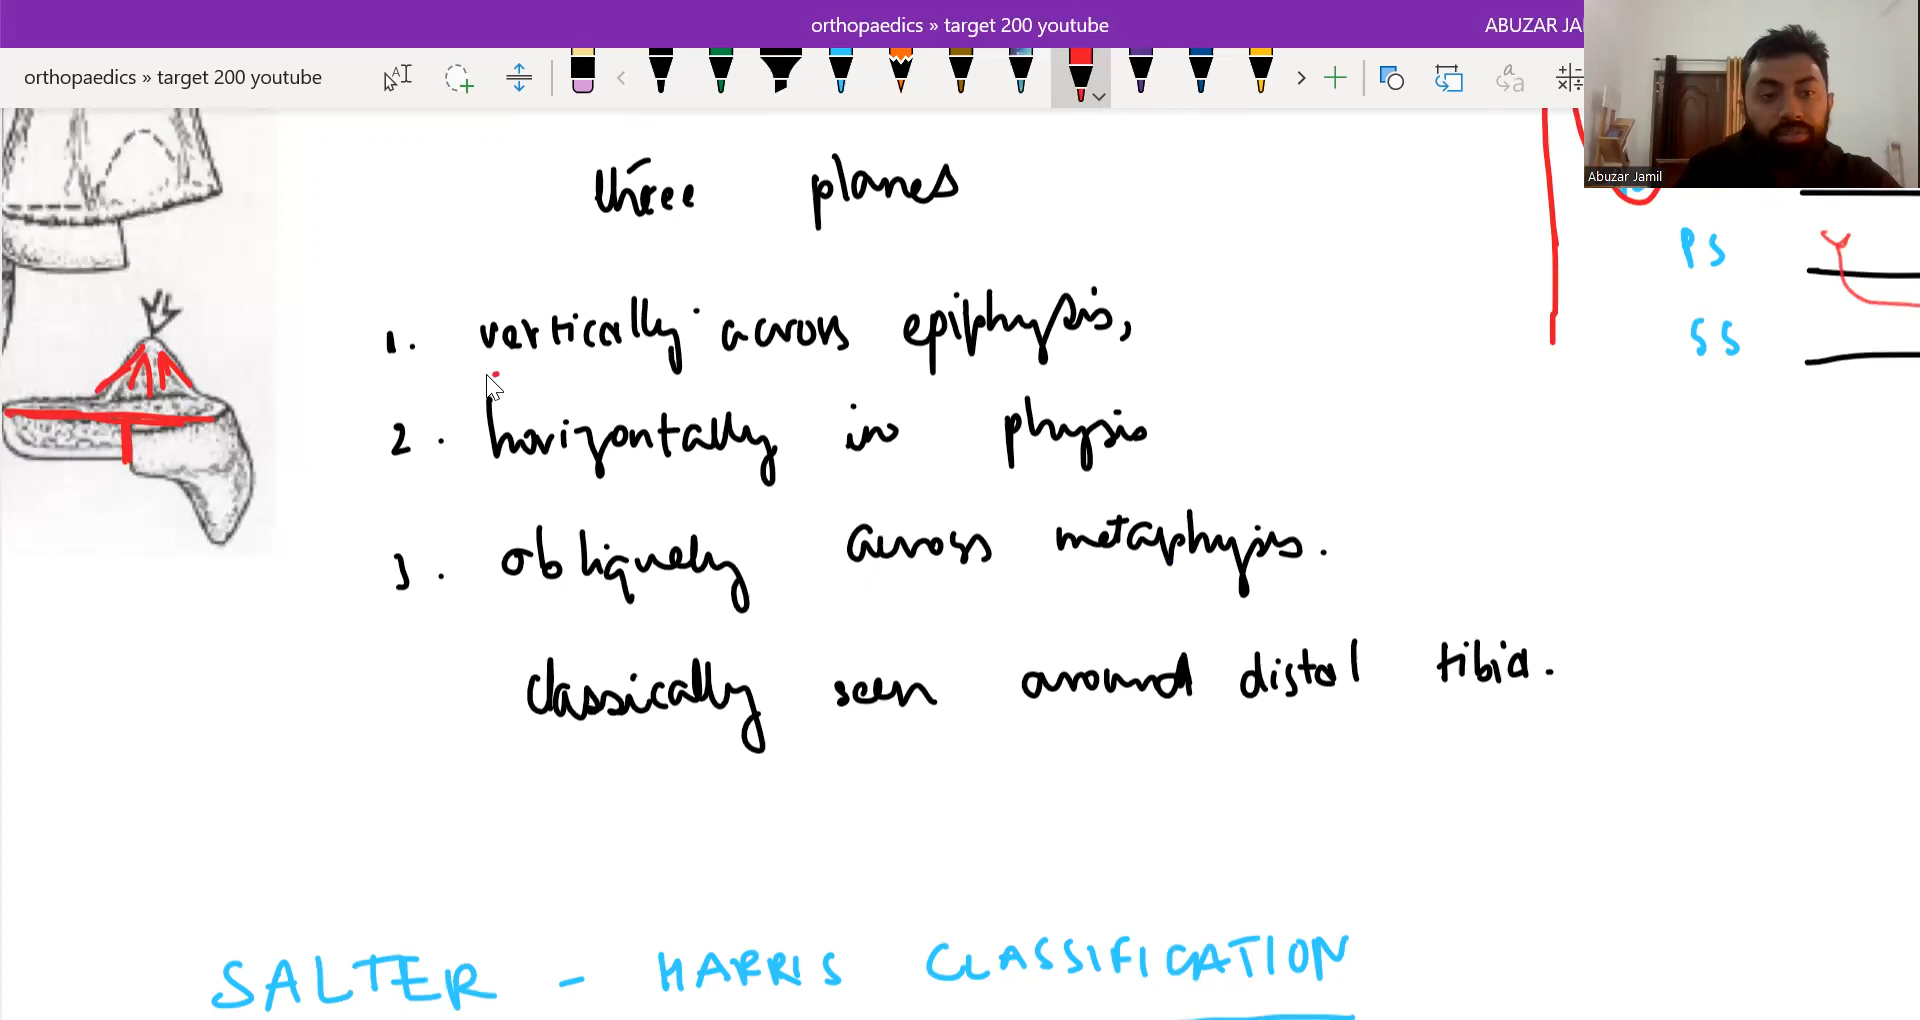 orthopaedics » target 200 youtube
ABUZAR JA
orthopaedics » target 200 youtube
Abuzar Jamil
three planes
PS
1. vertically across epiphysis,
SS
2. horizontally in physis
3. obliquely across metaphysis.
classically seen around distal tibia.
SALTER - HARRIS CLASSIFICATION